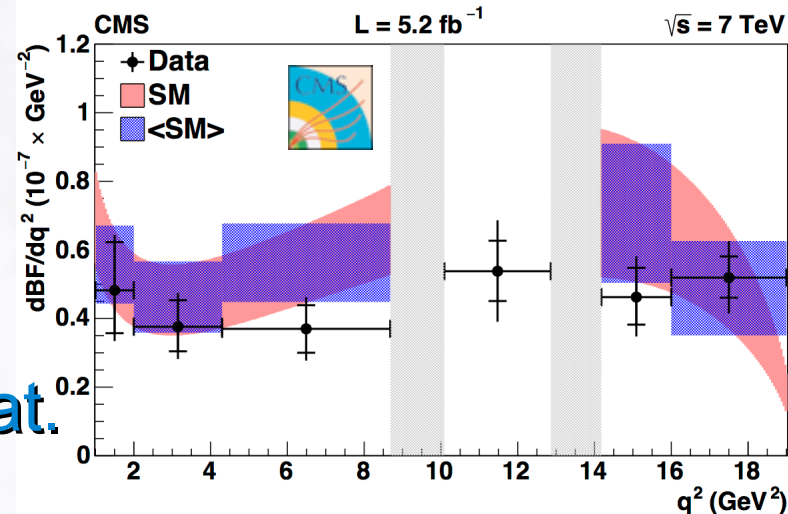 CMS L = 5.2 fb⁻¹ √s = 7 TeV
dBF/dq² (10⁻⁷ × GeV⁻²)
1.2
1
0.8
0.6
0.4
0.2
0
Data
SM
<SM>
CMS
at.
2 4 6 8 10 12 14 16 18
q² (GeV²)